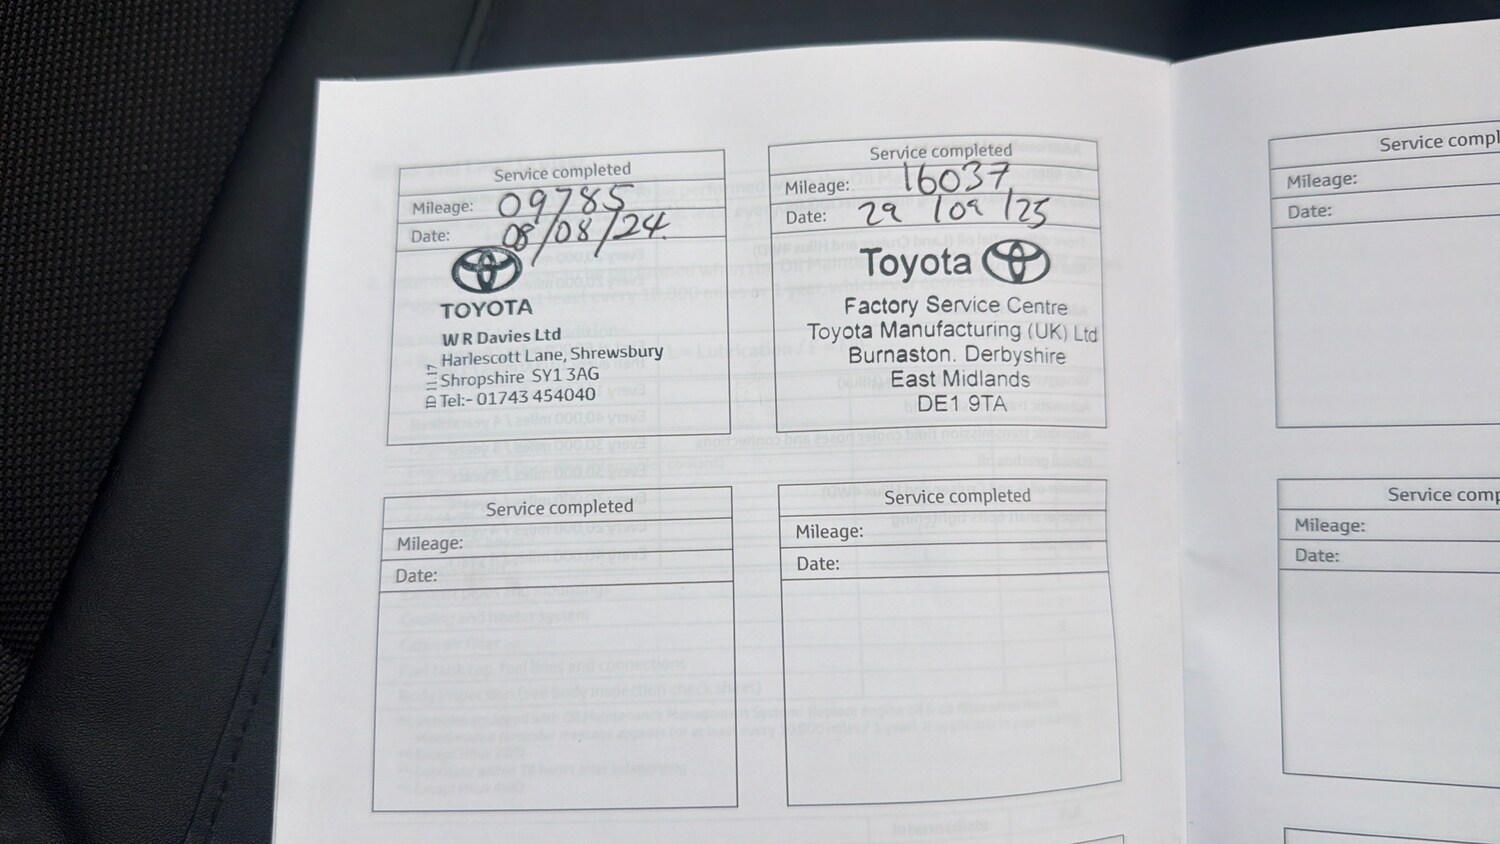 Service completed
Mileage: 09785
Date: 08/08/24
TOYOTA
W R Davies Ltd
Harlescott Lane, Shrewsbury
Shropshire SY1 3AG
Tel:- 01743 454040
Service completed
Mileage: 16037
Date: 29/09/25
Toyota
Factory Service Centre
Toyota Manufacturing (UK) Ltd
Burnaston. Derbyshire
East Midlands
DE1 9TA
Service completed
Mileage:
Date:
Service completed
Mileage:
Date:
Service compl
Mileage:
Date:
Service comp
Mileage:
Date: